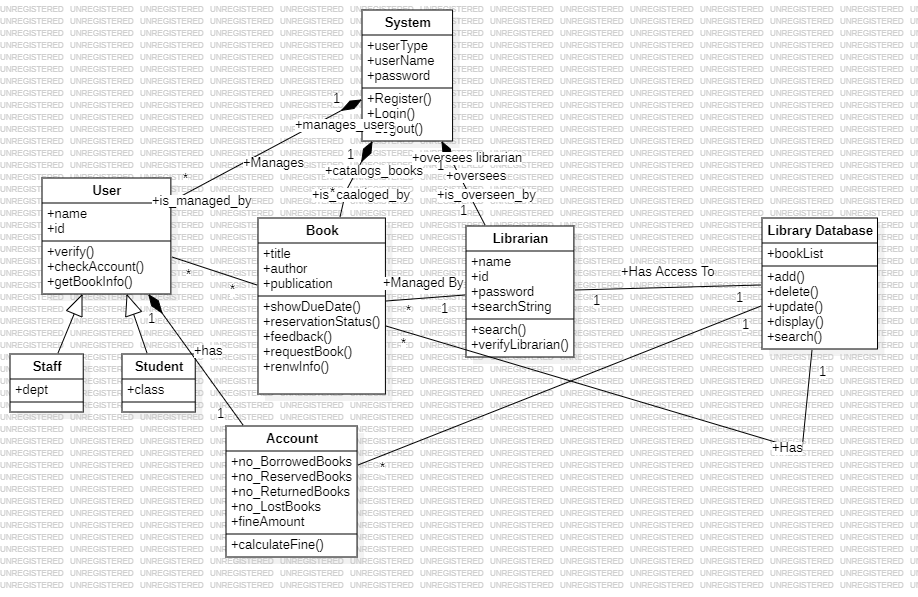 System
+userType
+userName
+password
+Register()
+Login()
+manages_users
out()
1
+Manages
*
+is_managed_by
1
+catalogs_books
*
+oversees librarian
1
+oversees
+is_overseen_by
1
User
+name
+id
+verify()
+checkAccount()
+getBookInfo()
*
*
Book
+title
+author
+publication
+showDueDate()
+reservationStatus()
+feedback()
+requestBook()
+renwInfo()
+Managed By
*
1
*
Librarian
+name
+id
+password
+searchString
+search()
+verifyLibrarian()
+Has Access To
1
1
1
Library Database
+bookList
+add()
+delete()
+update()
+display()
+search()
1
+Has
Staff
+dept
Student
+class
1
+has
1
Account
+no_BorrowedBooks
+no_ReservedBooks
+no_ReturnedBooks
+no_LostBooks
+fineAmount
+calculateFine()
*
UNREGISTERED